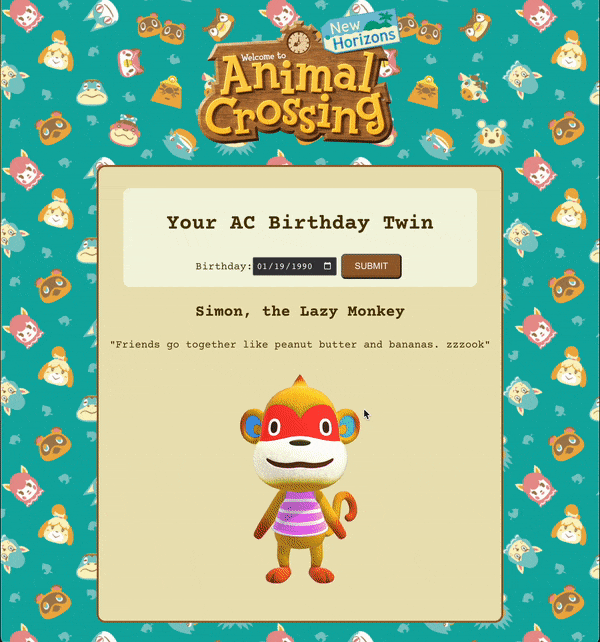 New
Horizons
Welcome to
Animal
Crossing
Your AC Birthday Twin
Birthday: 01/19/1990 SUBMIT
Simon, the Lazy Monkey
"Friends go together like peanut butter and bananas. zzzook"